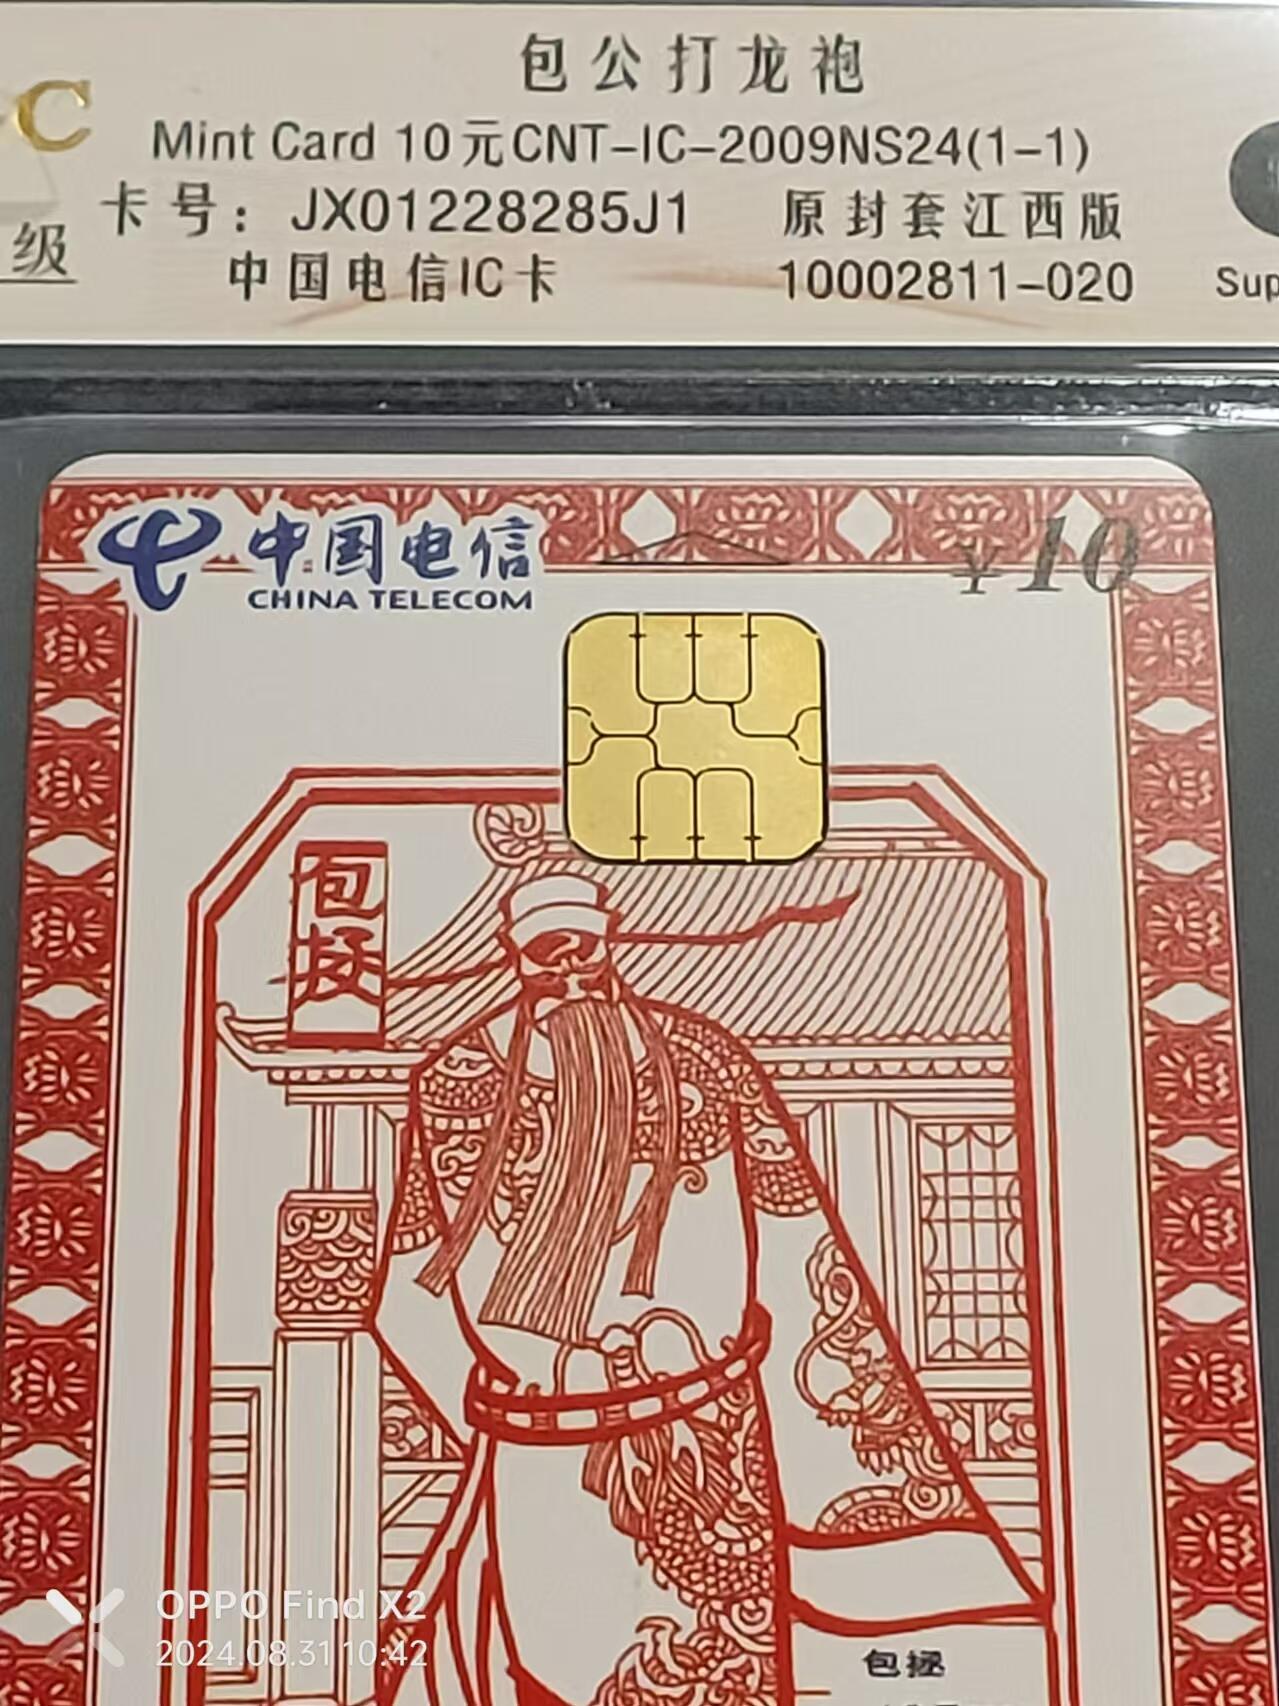 包公打龙袍
C
Mint Card 10元CNT-IC-2009NS24(1-1)
卡号：JX01228285J1 原封套江西版
级
中国电信IC卡 10002811-020
Sup
中国电信
CHINA TELECOM
¥10
包拯
包拯
OPPO Find X2
2024.08.31 10:42